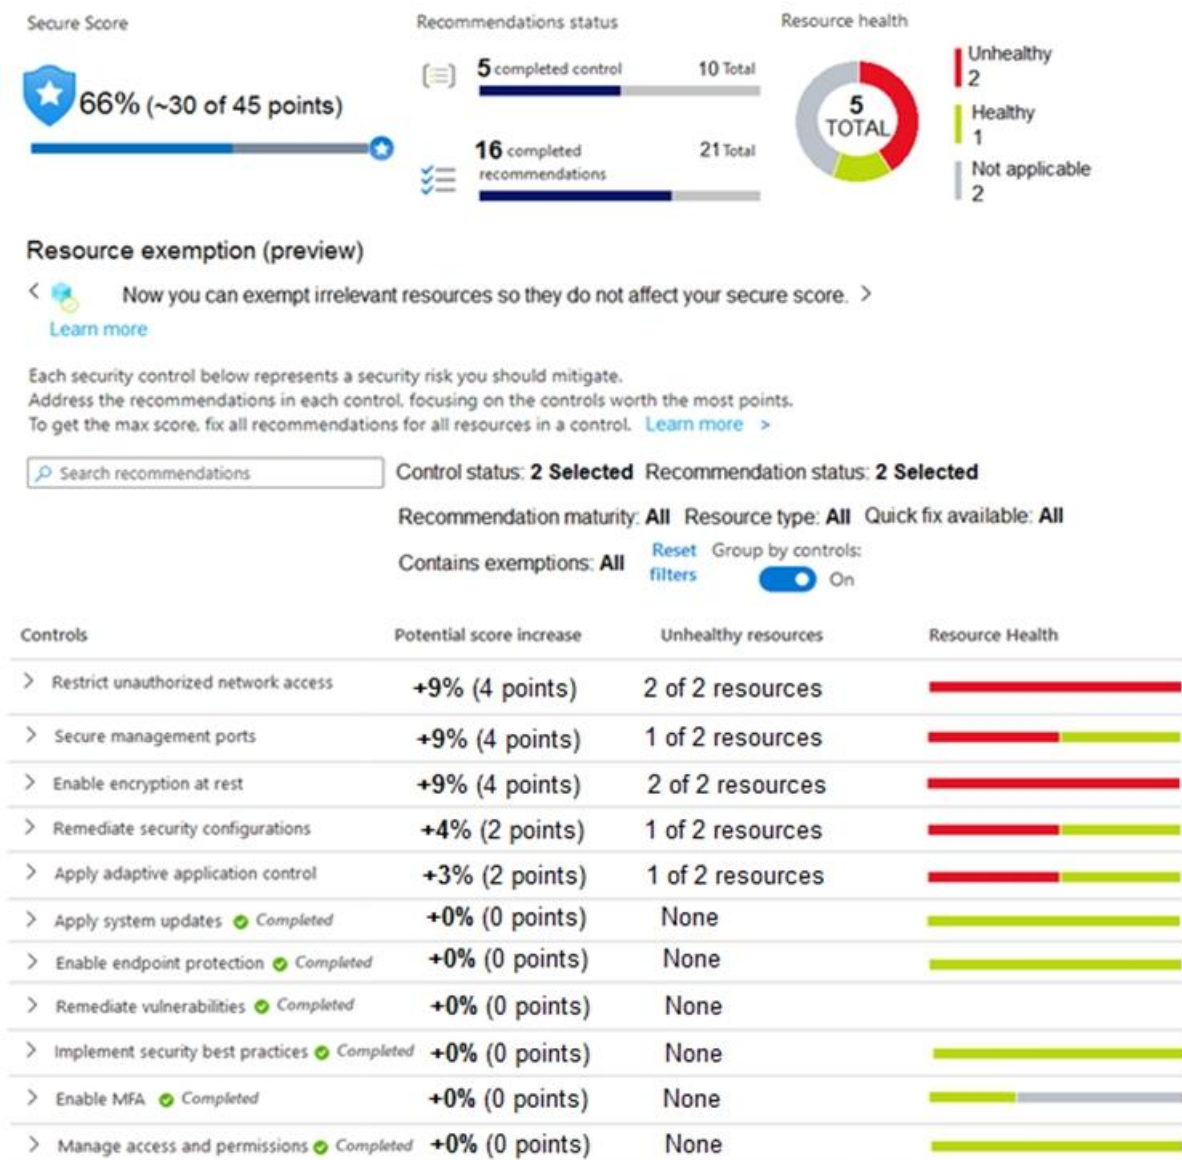 Secure Score
66% (~30 of 45 points)
Recommendations status
5 completed control 10 Total
16 completed recommendations 21 Total
Resource health
5
TOTAL
Unhealthy
2
Healthy
1
Not applicable
2
Resource exemption (preview)
Now you can exempt irrelevant resources so they do not affect your secure score.
Learn more
Each security control below represents a security risk you should mitigate.
Address the recommendations in each control, focusing on the controls worth the most points.
To get the max score, fix all recommendations for all resources in a control. Learn more >
Search recommendations
Control status: 2 Selected Recommendation status: 2 Selected
Recommendation maturity: All Resource type: All Quick fix available: All
Contains exemptions: All Reset filters Group by controls: On
Controls Potential score increase Unhealthy resources Resource Health
> Restrict unauthorized network access +9% (4 points) 2 of 2 resources
> Secure management ports +9% (4 points) 1 of 2 resources
> Enable encryption at rest +9% (4 points) 2 of 2 resources
> Remediate security configurations +4% (2 points) 1 of 2 resources
> Apply adaptive application control +3% (2 points) 1 of 2 resources
> Apply system updates Completed +0% (0 points) None
> Enable endpoint protection Completed +0% (0 points) None
> Remediate vulnerabilities Completed +0% (0 points) None
> Implement security best practices Completed +0% (0 points) None
> Enable MFA Completed +0% (0 points) None
> Manage access and permissions Completed +0% (0 points) None